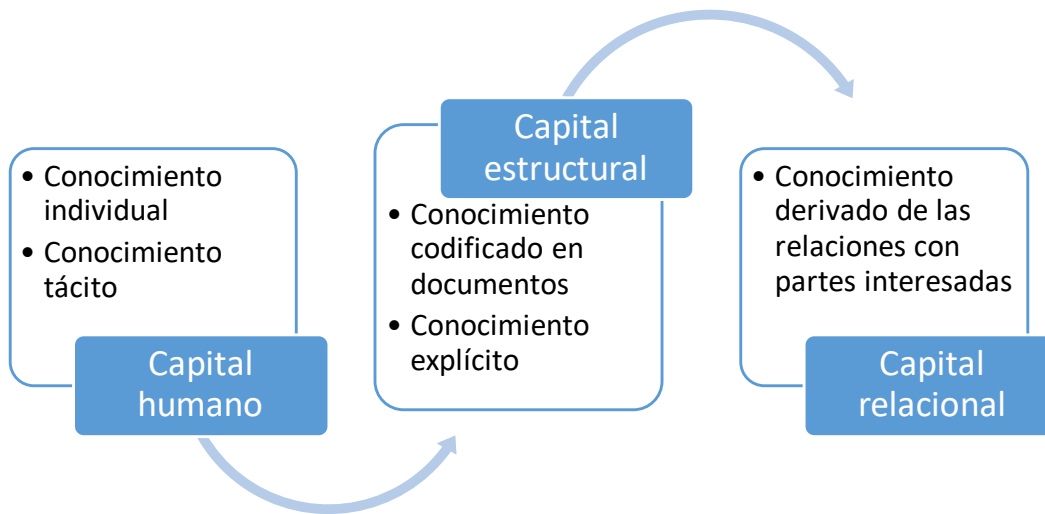 • Conocimiento
individual
• Conocimiento
tácito
Capital
humano
Capital
estructural
• Conocimiento
codificado en
documentos
• Conocimiento
explícito
• Conocimiento
derivado de las
relaciones con
partes interesadas
Capital
relacional